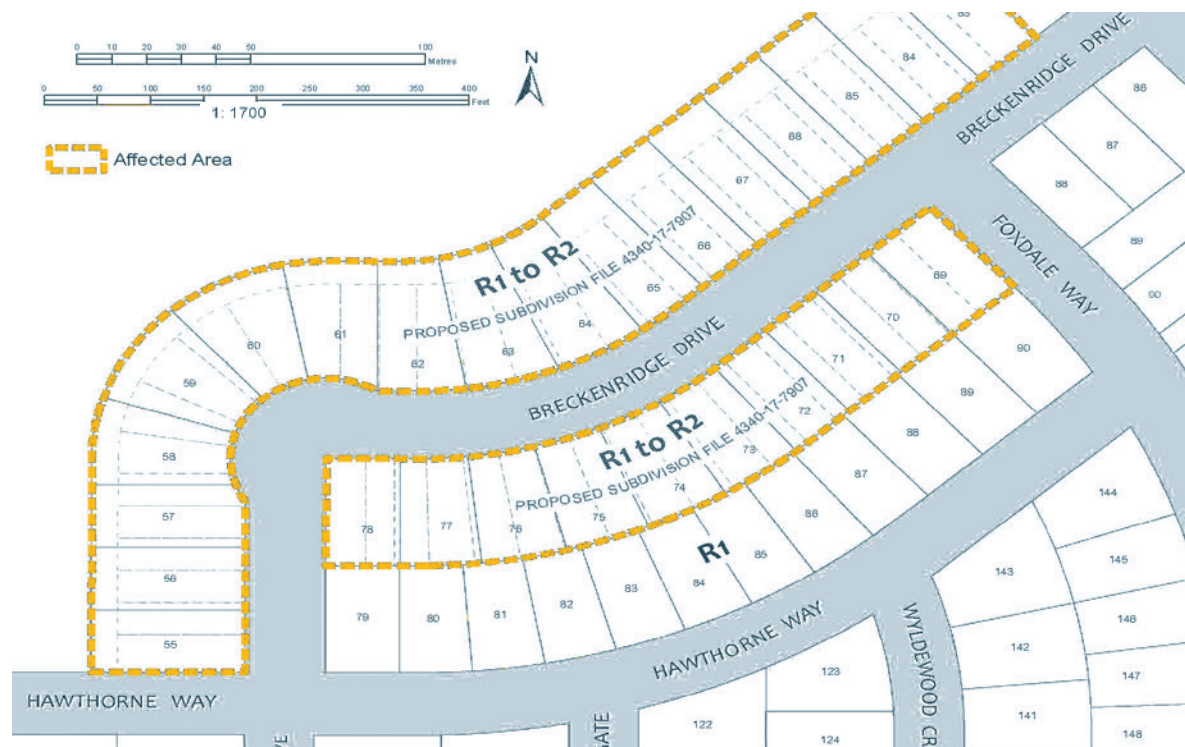 0 10 20 30 40 50 100
Metres
0 50 100 150 200 250 300 350 400
Feet
1: 1700
N
Affected Area
BRECKENRIDGE DRIVE
84
85
68
67
66
65
64
63
62
61
60
59
58
57
56
55
R1 to R2
PROPOSED SUBDIVISION FILE 4340-17-7907
BRECKENRIDGE DRIVE
86
87
88
89
90
FOXDALE WAY
69
70
71
72
73
74
75
76
77
78
R1 to R2
PROPOSED SUBDIVISION FILE 4340-17-7907
90
89
88
87
86
85
84
83
82
81
80
79
R1
HAWTHORNE WAY
HAWTHORNE WAY
WYLDEWOOD CR
GATE
VE
144
145
146
147
148
143
142
141
123
122
124